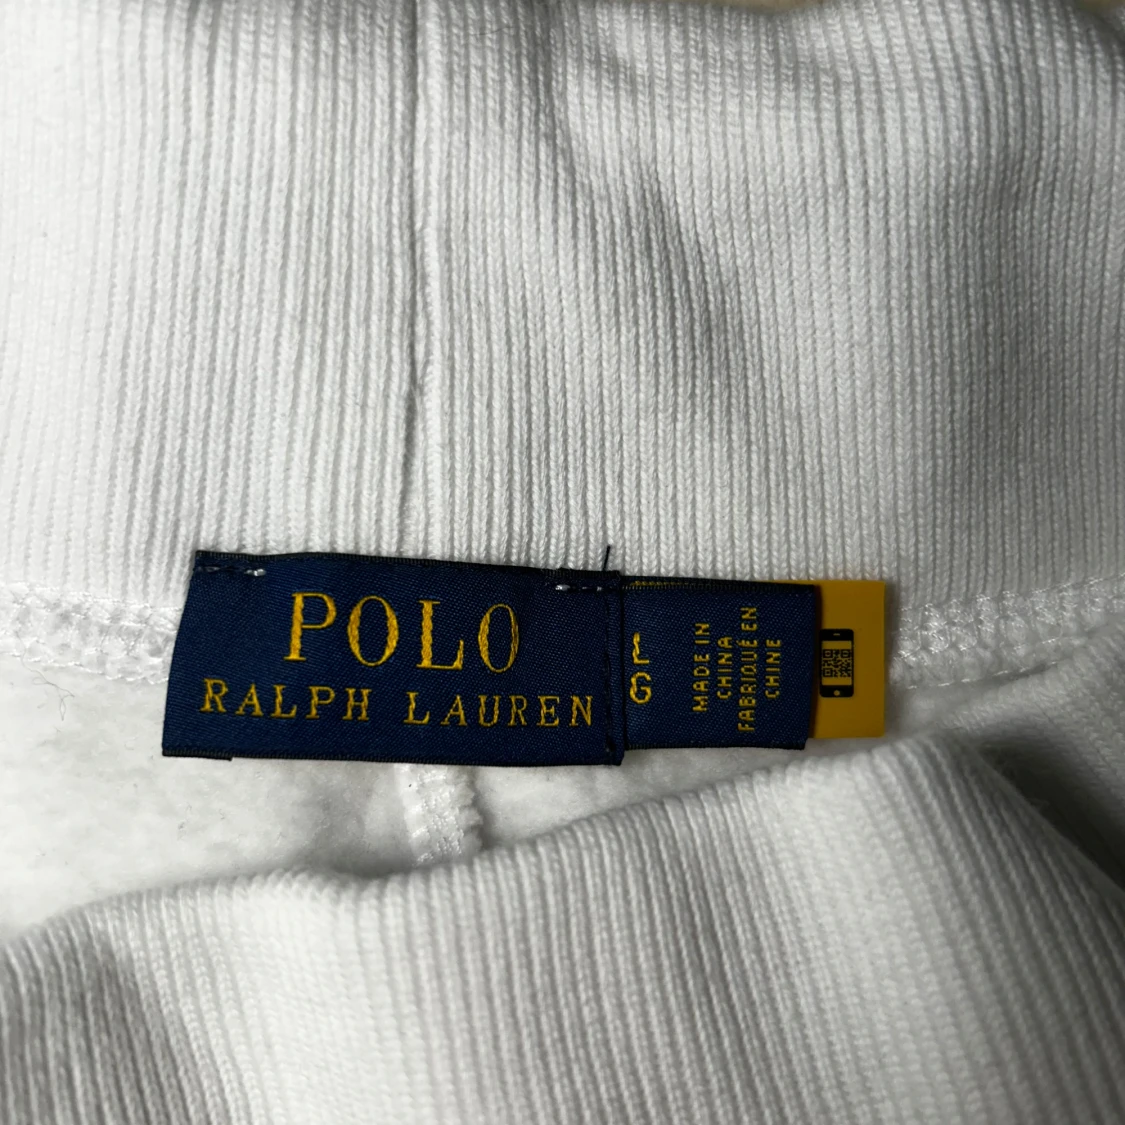 POLO
RALPH LAUREN
L
G
MADE IN
CHINA
FABRIQUÉ EN
CHINE